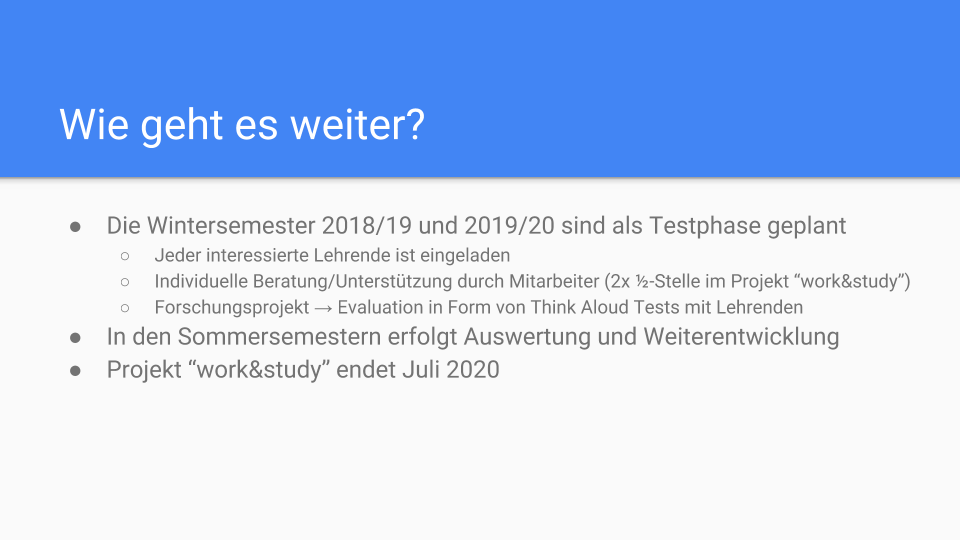 Wie geht es weiter?
● Die Wintersemester 2018/19 und 2019/20 sind als Testphase geplant
○ Jeder interessierte Lehrende ist eingeladen
○ Individuelle Beratung/Unterstützung durch Mitarbeiter (2x ½-Stelle im Projekt “work&study”)
○ Forschungsprojekt → Evaluation in Form von Think Aloud Tests mit Lehrenden
● In den Sommersemestern erfolgt Auswertung und Weiterentwicklung
● Projekt “work&study” endet Juli 2020